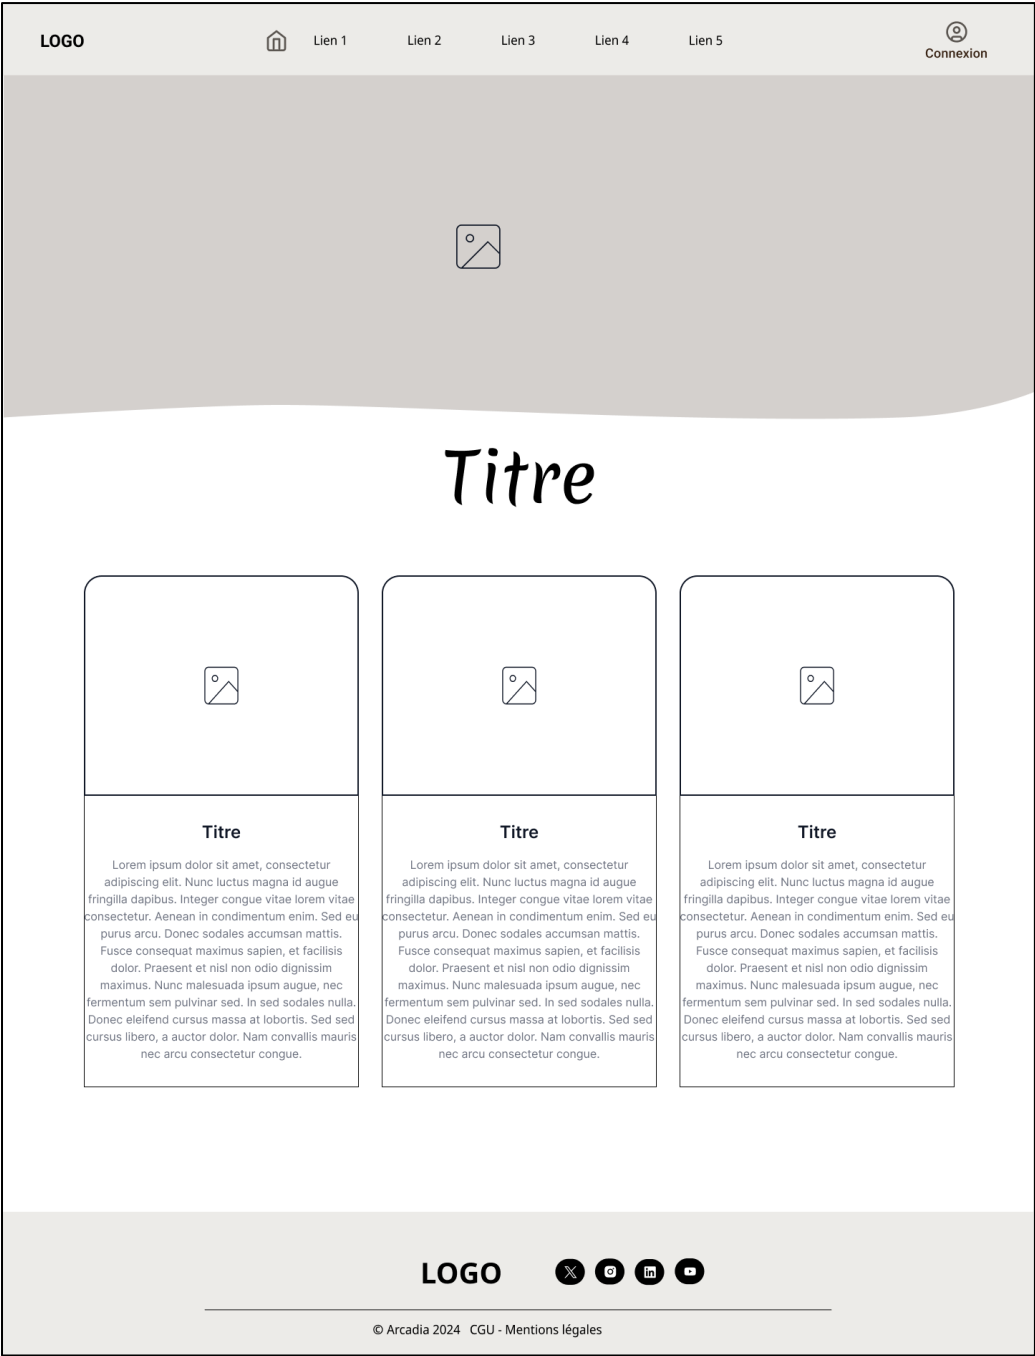 LOGO
Lien 1
Lien 2
Lien 3
Lien 4
Lien 5
Connexion
Titre
Titre
Lorem ipsum dolor sit amet, consectetur
adipiscing elit. Nunc luctus magna id augue
fringilla dapibus. Integer congue vitae lorem vitae
consectetur. Aenean in condimentum enim. Sed eu
purus arcu. Donec sodales accumsan mattis.
Fusce consequat maximus sapien, et facilisis
dolor. Praesent et nisl non odio dignissim
maximus. Nunc malesuada ipsum augue, nec
fermentum sem pulvinar sed. In sed sodales nulla.
Donec eleifend cursus massa at lobortis. Sed sed
cursus libero, a auctor dolor. Nam convallis mauris
nec arcu consectetur congue.
Titre
Lorem ipsum dolor sit amet, consectetur
adipiscing elit. Nunc luctus magna id augue
fringilla dapibus. Integer congue vitae lorem vitae
consectetur. Aenean in condimentum enim. Sed eu
purus arcu. Donec sodales accumsan mattis.
Fusce consequat maximus sapien, et facilisis
dolor. Praesent et nisl non odio dignissim
maximus. Nunc malesuada ipsum augue, nec
fermentum sem pulvinar sed. In sed sodales nulla.
Donec eleifend cursus massa at lobortis. Sed sed
cursus libero, a auctor dolor. Nam convallis mauris
nec arcu consectetur congue.
Titre
Lorem ipsum dolor sit amet, consectetur
adipiscing elit. Nunc luctus magna id augue
fringilla dapibus. Integer congue vitae lorem vitae
consectetur. Aenean in condimentum enim. Sed eu
purus arcu. Donec sodales accumsan mattis.
Fusce consequat maximus sapien, et facilisis
dolor. Praesent et nisl non odio dignissim
maximus. Nunc malesuada ipsum augue, nec
fermentum sem pulvinar sed. In sed sodales nulla.
Donec eleifend cursus massa at lobortis. Sed sed
cursus libero, a auctor dolor. Nam convallis mauris
nec arcu consectetur congue.
LOGO
© Arcadia 2024 CGU - Mentions légales